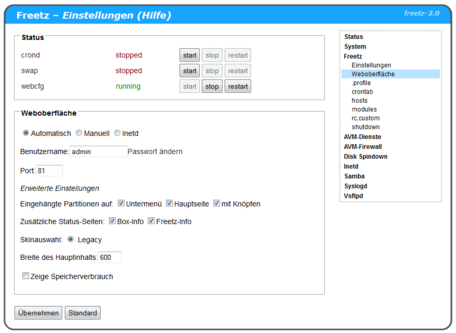 Freetz – Einstellungen (Hilfe)
freetz-2.0
Status
crond stopped start stop restart
swap stopped start stop restart
webcfg running start stop restart
Weboberfläche
Automatisch Manuell Inetd
Benutzername: admin Passwort ändern
Port: 81
Erweiterte Einstellungen
Eingehängte Partitionen auf: Untermenü Hauptseite mit Knöpfen
Zusätzliche Status-Seiten: Box-Info Freetz-Info
Skinauswahl: Legacy
Breite des Hauptinhalts: 600
Zeige Speicherverbrauch
Übernehmen Standard
Status
System
Freetz
Einstellungen
Weboberfläche
.profile
crontab
hosts
modules
rc.custom
shutdown
AVM-Dienste
AVM-Firewall
Disk Spindown
Inetd
Samba
Syslogd
Vsftpd